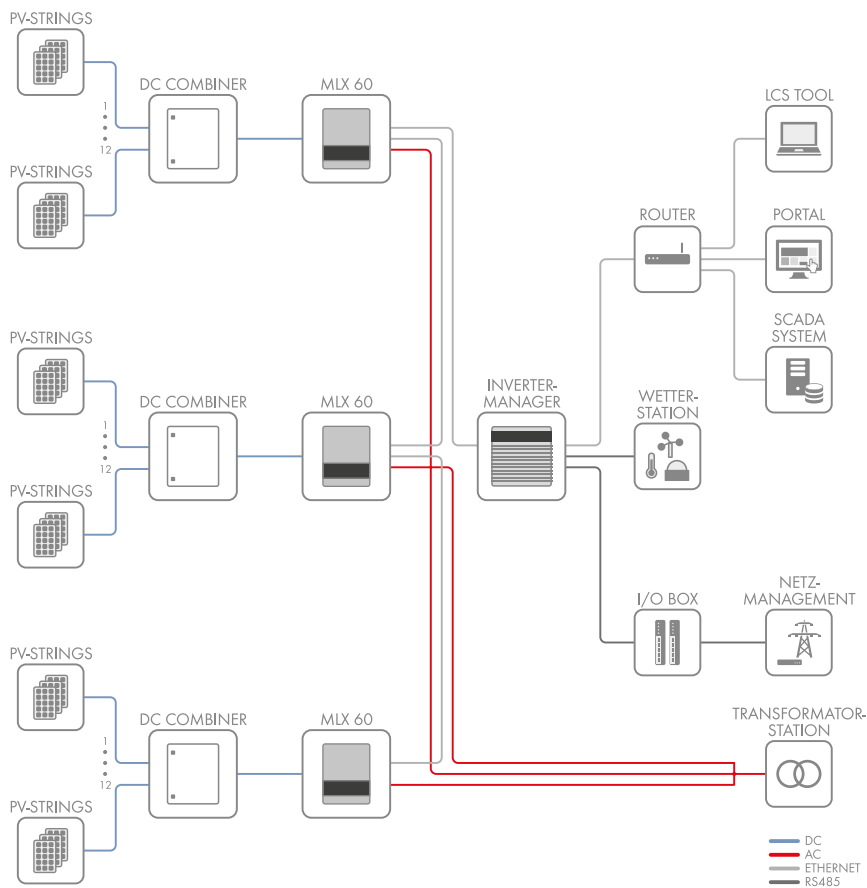 PV-STRINGS
DC COMBINER
MLX 60
1
12
PV-STRINGS
LCS TOOL
ROUTER
PORTAL
SCADA
SYSTEM
PV-STRINGS
DC COMBINER
MLX 60
1
12
PV-STRINGS
INVERTER-
MANAGER
WETTER-
STATION
I/O BOX
NETZ-
MANAGEMENT
PV-STRINGS
DC COMBINER
MLX 60
1
12
PV-STRINGS
TRANSFORMATOR-
STATION
DC
AC
ETHERNET
RS485